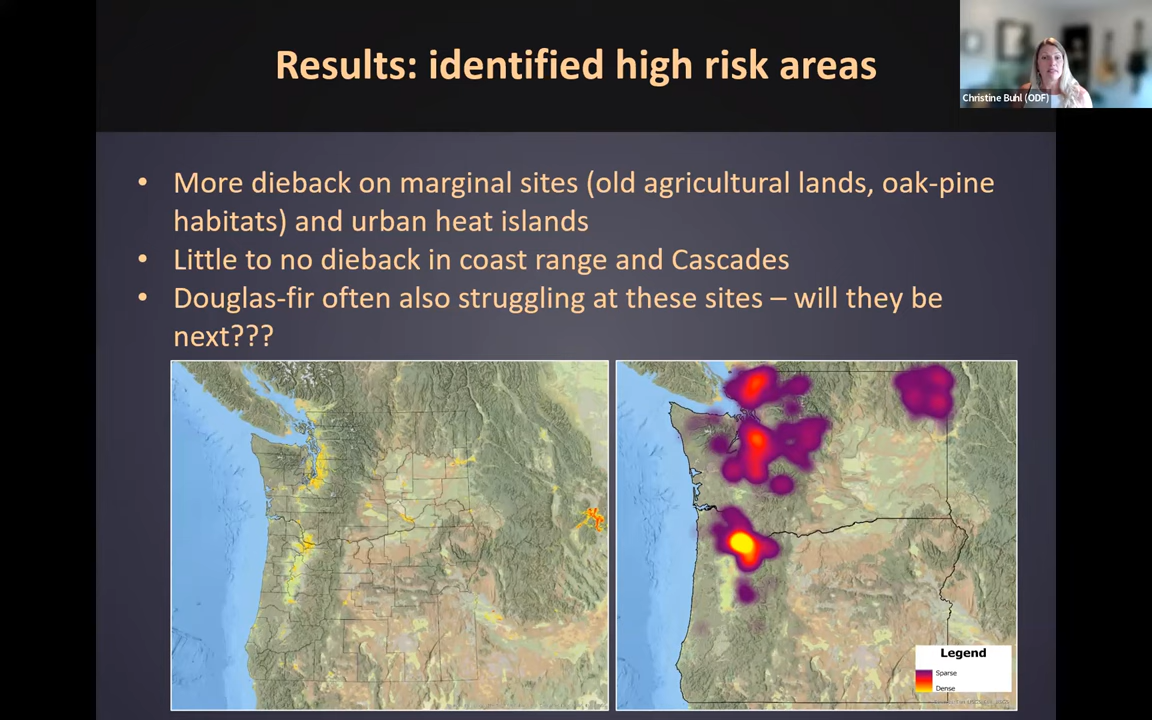 Results: identified high risk areas
Christine Buhl (ODF)
• More dieback on marginal sites (old agricultural lands, oak-pine
habitats) and urban heat islands
• Little to no dieback in coast range and Cascades
• Douglas-fir often also struggling at these sites – will they be
next???
Legend
Sparse
Dense